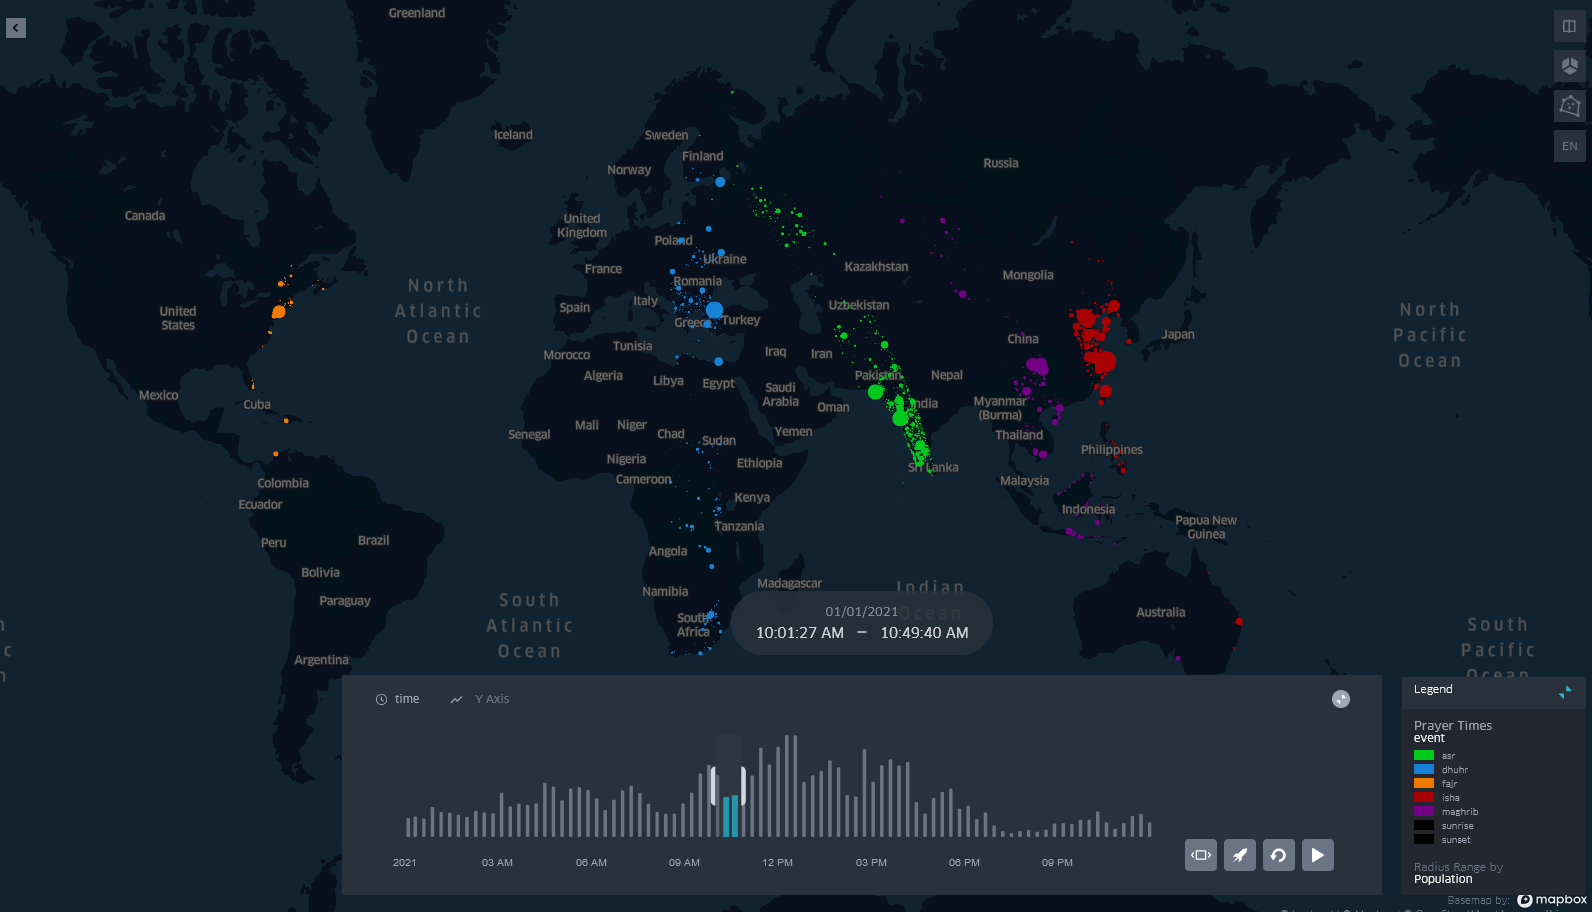 Greenland
EN
Iceland
Sweden
Finland
Norway
Russia
Canada
United
Kingdom
Poland
Ukraine
France
Kazakhstan
Mongolia
Romania
North
Atlantic
Ocean
Spain
Italy
Uzbekistan
North
Pacific
Ocean
United
States
Greece
Turkey
China
Japan
Tunisia
Morocco
Iraq
Iran
Algeria
Libya
Egypt
Pakistan
Nepal
Mexico
Cuba
Saudi
Arabia
Oman
India
Myanmar
(Burma)
Senegal
Mali
Niger
Chad
Sudan
Yemen
Thailand
Philippines
Nigeria
Ethiopia
Sri Lanka
Colombia
Cameroon
Malaysia
Ecuador
Kenya
Indonesia
Tanzania
Papua New
Guinea
Peru
Brazil
Angola
Bolivia
Namibia
Madagascar
Indian
Ocean
Paraguay
South
Atlantic
Ocean
South
Africa
Australia
South
Pacific
Ocean
Argentina
01/01/2021
10:01:27 AM – 10:49:40 AM
time
Y Axis
2021
03 AM
06 AM
09 AM
12 PM
03 PM
06 PM
09 PM
Legend
Prayer Times
event
asr
dhuhr
fajr
isha
maghrib
sunrise
sunset
Radius Range by
Population
Basemap by:
mapbox